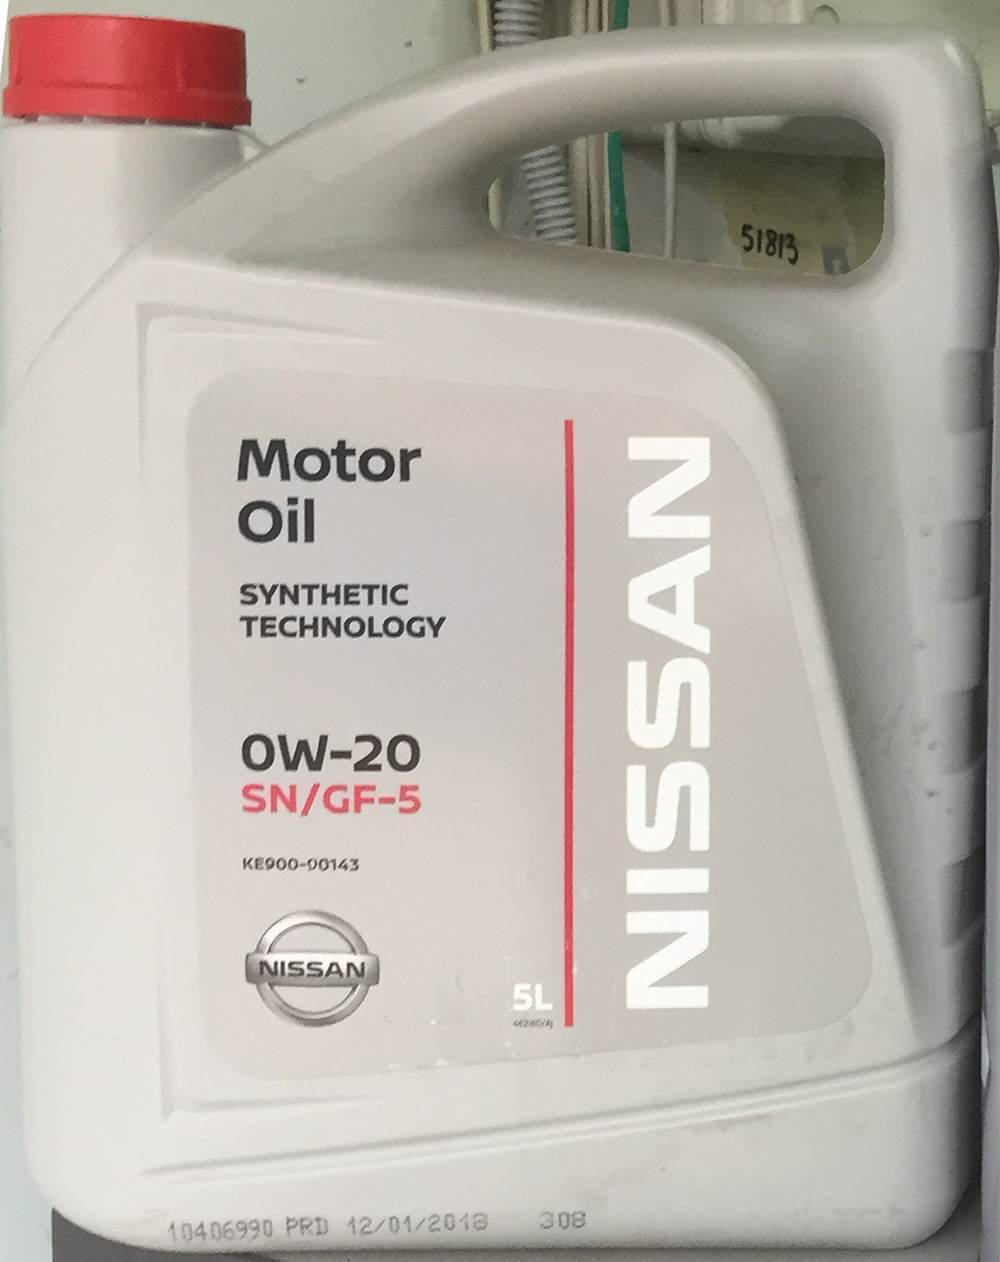 51813
Motor
Oil
SYNTHETIC
TECHNOLOGY
0W-20
SN/GF-5
KE900-00143
NISSAN
5L
NISSAN
10406990 PRD 12/01/2018 308